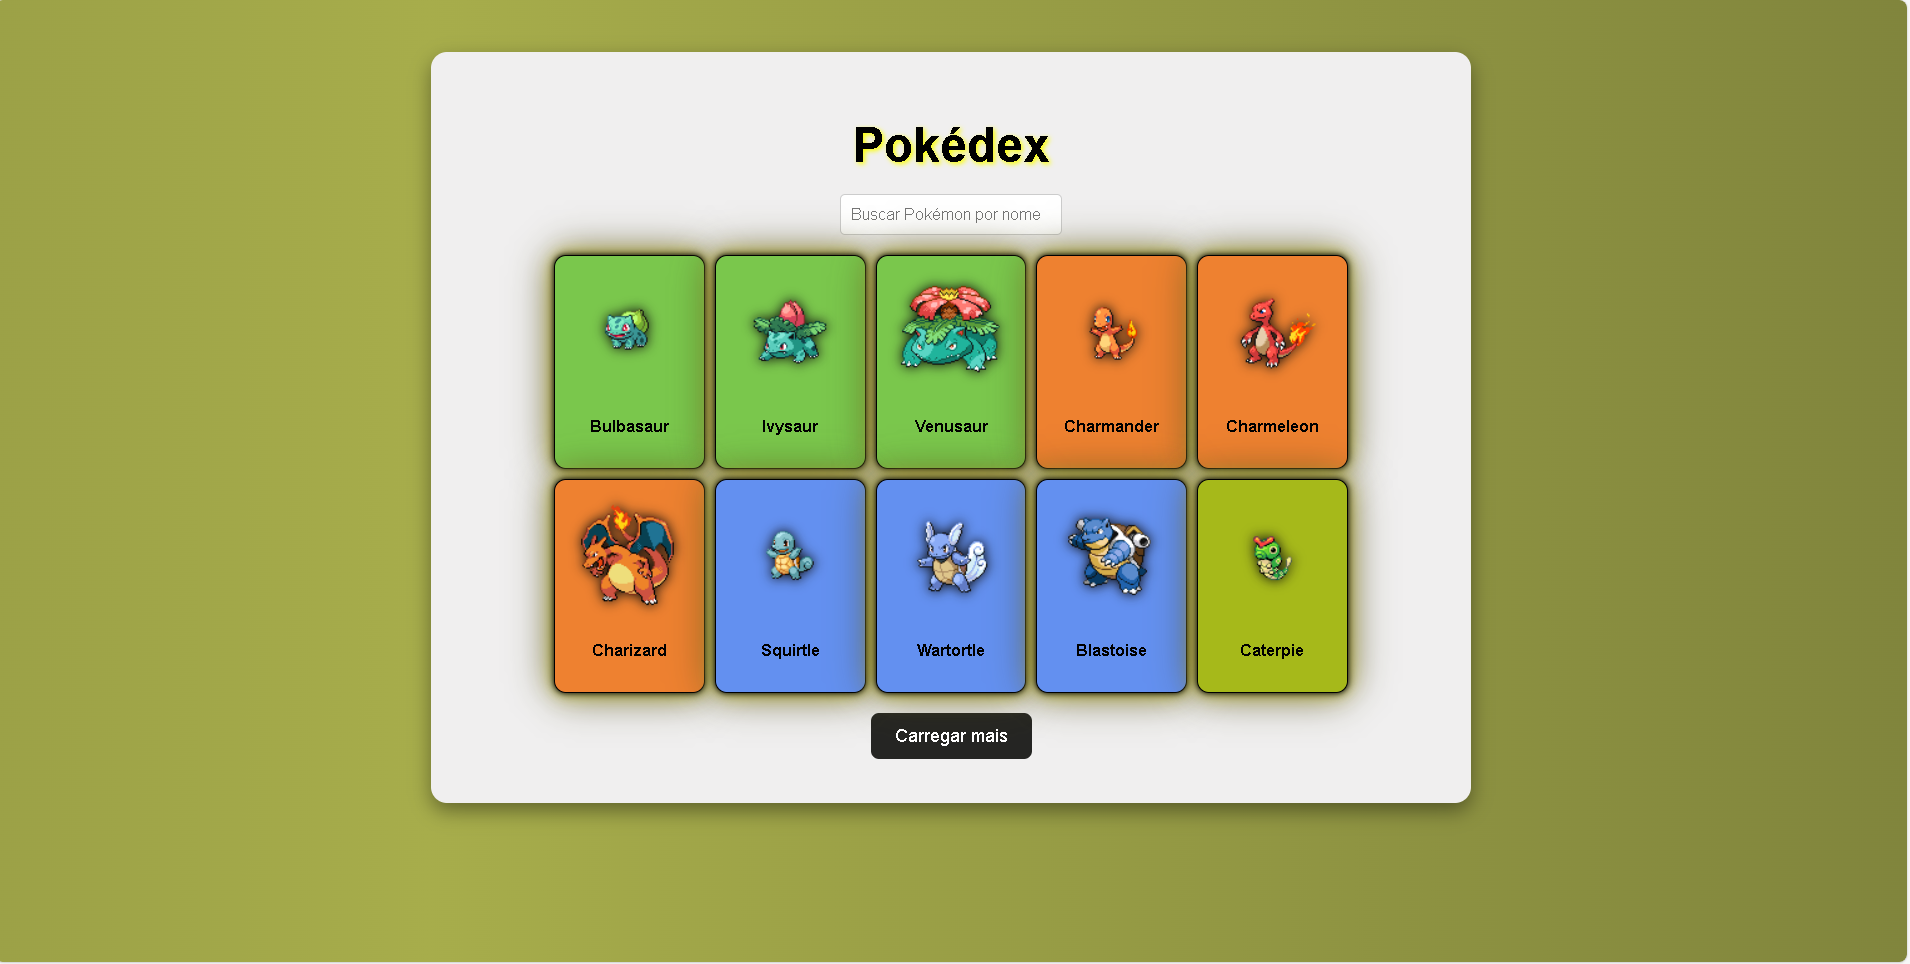 Pokédex
Buscar Pokémon por nome
Bulbasaur
Ivysaur
Venusaur
Charmander
Charmeleon
Charizard
Squirtle
Wartortle
Blastoise
Caterpie
Carregar mais